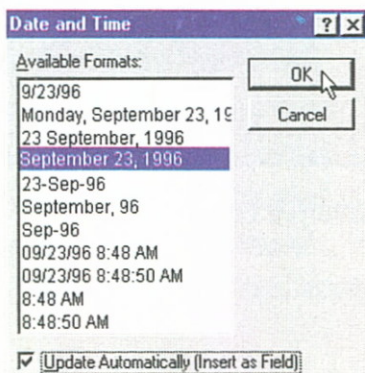 Date and Time
Available Formats:
OK
9/23/96
Monday, September 23, 19
Cancel
23 September, 1996
September 23, 1996
23-Sep-96
September, 96
Sep-96
09/23/96 8:48 AM
09/23/96 8:48:50 AM
8:48 AM
8:48:50 AM
Update Automatically (Insert as Field)